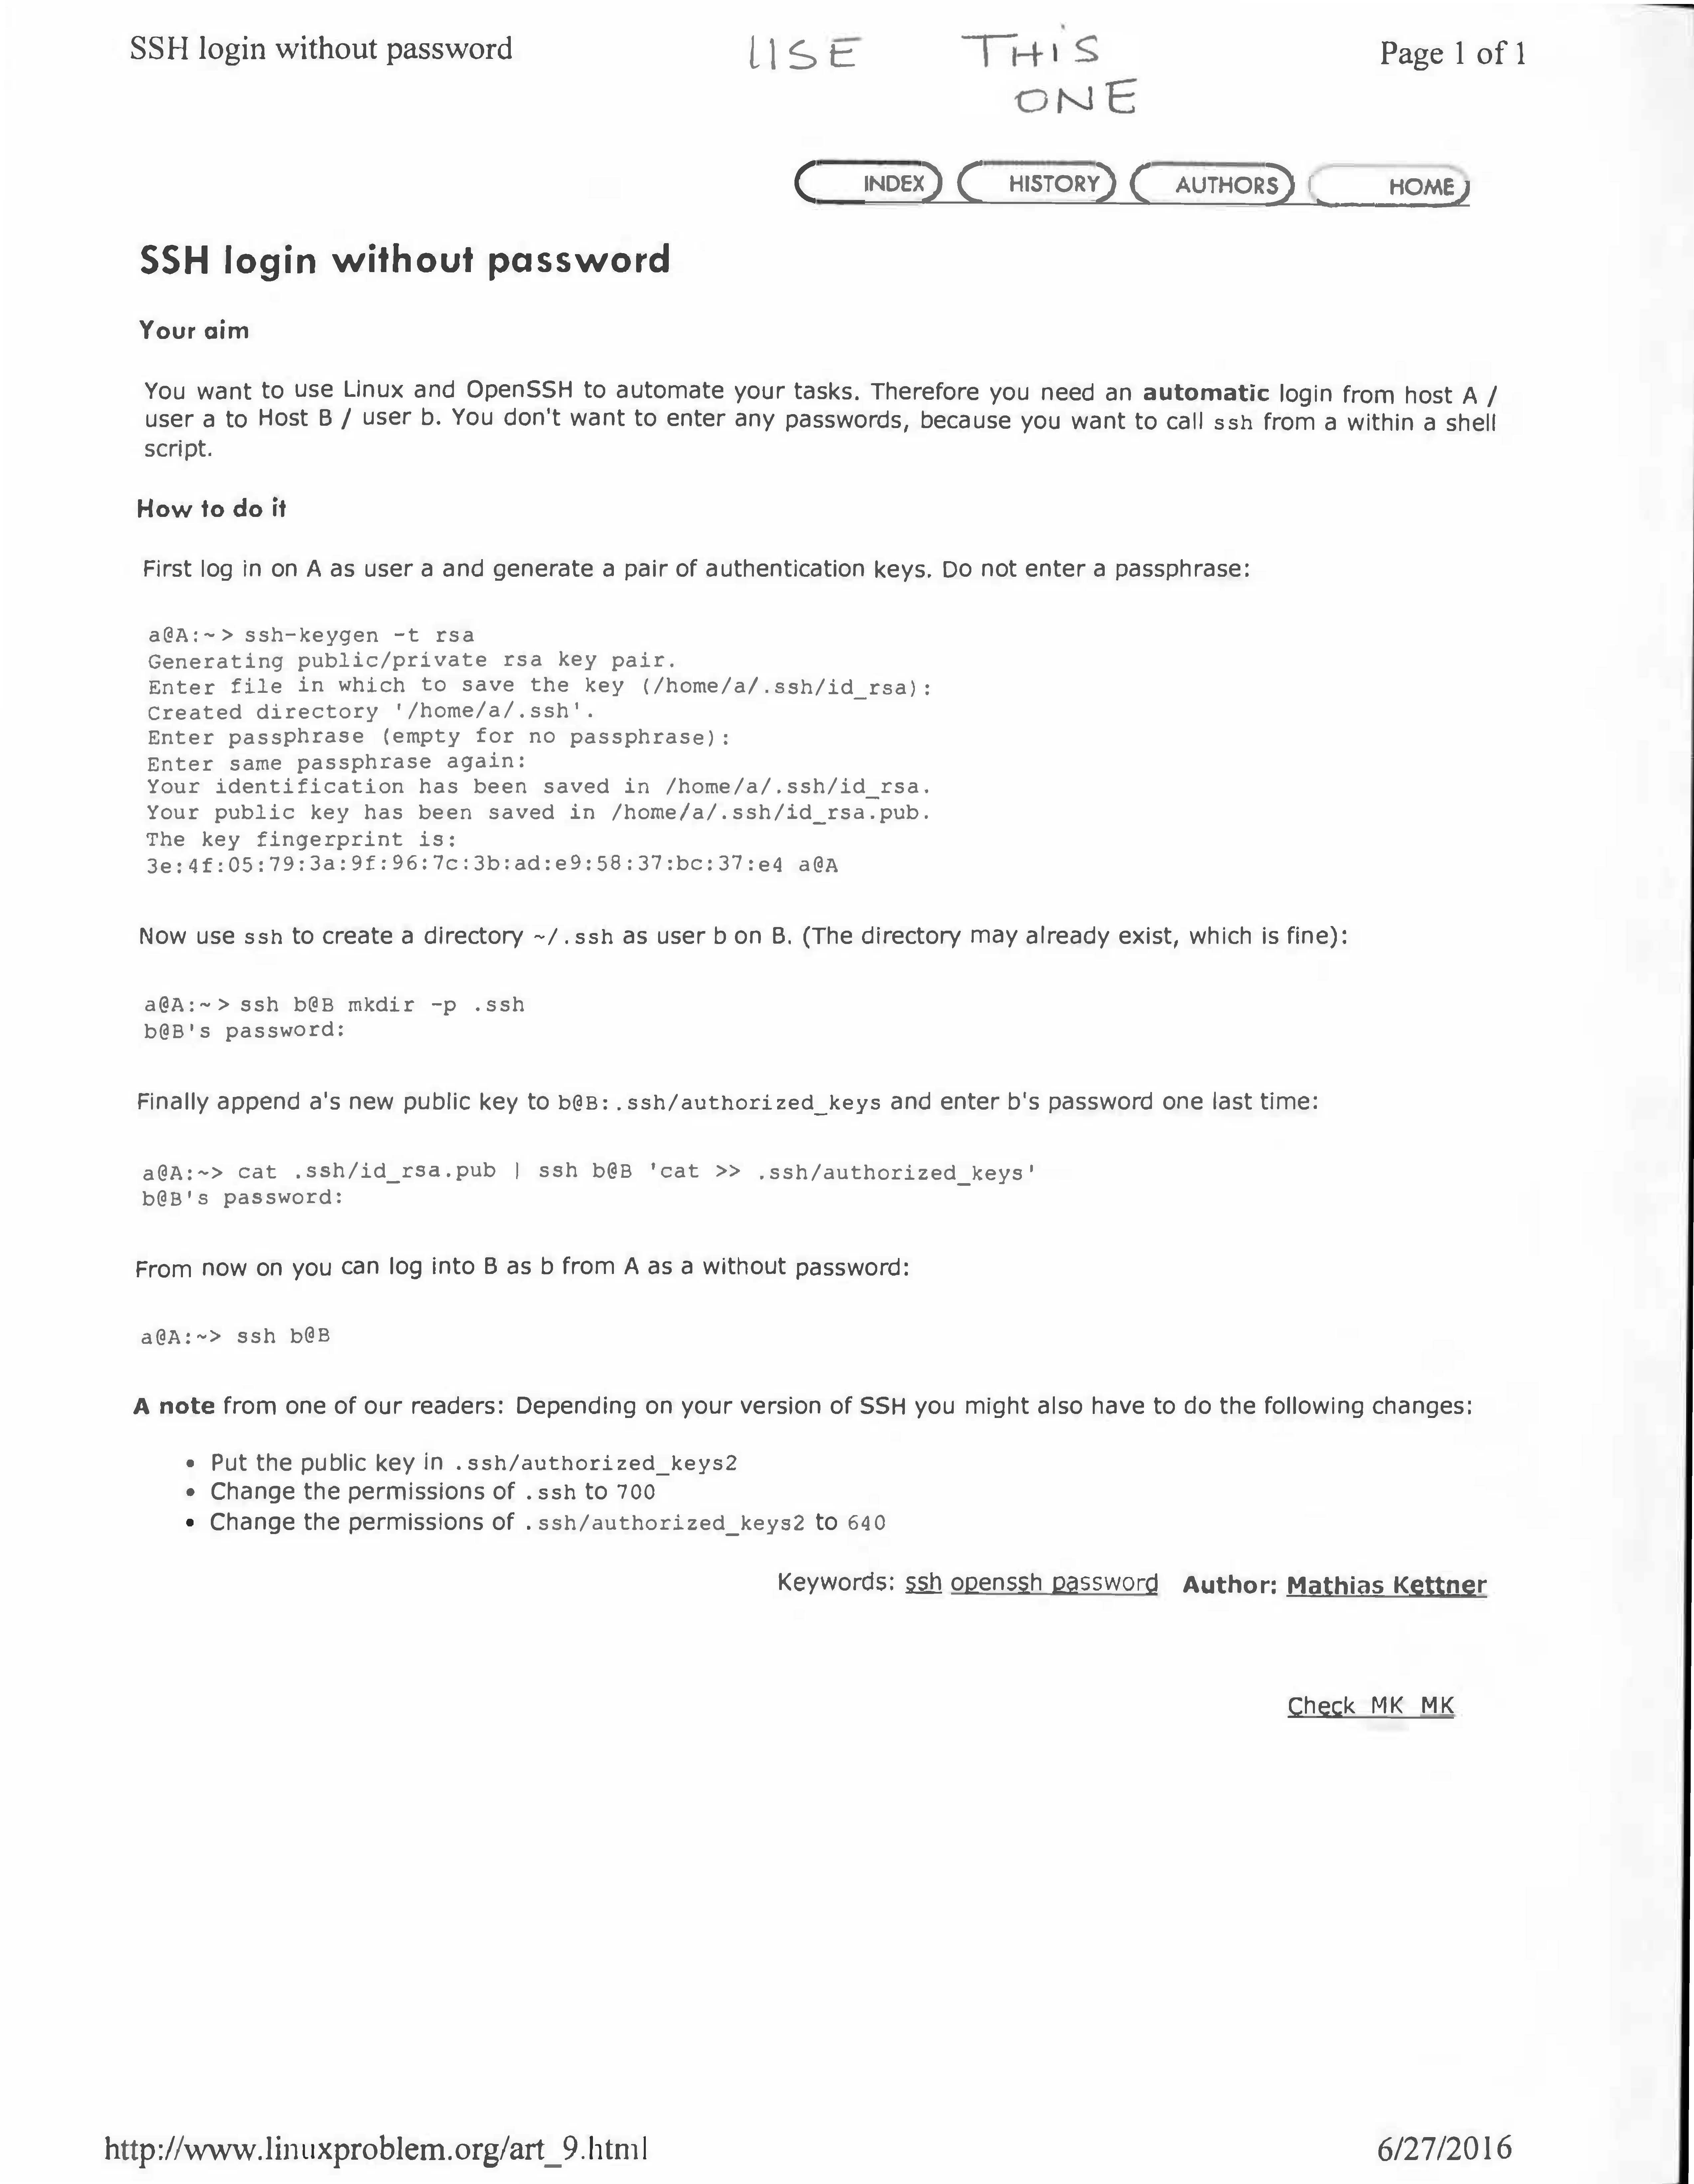 SSH login without password USE THIS Page 1 of 1
ONE
INDEX HISTORY AUTHORS HOME
SSH login without password
Your aim
You want to use Linux and OpenSSH to automate your tasks. Therefore you need an automatic login from host A /
user a to Host B / user b. You don't want to enter any passwords, because you want to call ssh from a within a shell
script.
How to do it
First log in on A as user a and generate a pair of authentication keys. Do not enter a passphrase:
a@A:~> ssh-keygen -t rsa
Generating public/private rsa key pair.
Enter file in which to save the key (/home/a/.ssh/id_rsa):
Created directory '/home/a/.ssh'.
Enter passphrase (empty for no passphrase):
Enter same passphrase again:
Your identification has been saved in /home/a/.ssh/id_rsa.
Your public key has been saved in /home/a/.ssh/id_rsa.pub.
The key fingerprint is:
3e:4f:05:79:3a:9f:96:7c:3b:ad:e9:58:37:bc:37:e4 a@A
Now use ssh to create a directory ~/.ssh as user b on B. (The directory may already exist, which is fine):
a@A:~> ssh b@B mkdir -p .ssh
b@B's password:
Finally append a's new public key to b@B:.ssh/authorized_keys and enter b's password one last time:
a@A:~> cat .ssh/id_rsa.pub | ssh b@B 'cat >> .ssh/authorized_keys'
b@B's password:
From now on you can log into B as b from A as a without password:
a@A:~> ssh b@B
A note from one of our readers: Depending on your version of SSH you might also have to do the following changes:
• Put the public key in .ssh/authorized_keys2
• Change the permissions of .ssh to 700
• Change the permissions of .ssh/authorized_keys2 to 640
Keywords: ssh openssh password Author: Mathias Kettner
Check MK MK
http://www.linuxproblem.org/art_9.html 6/27/2016